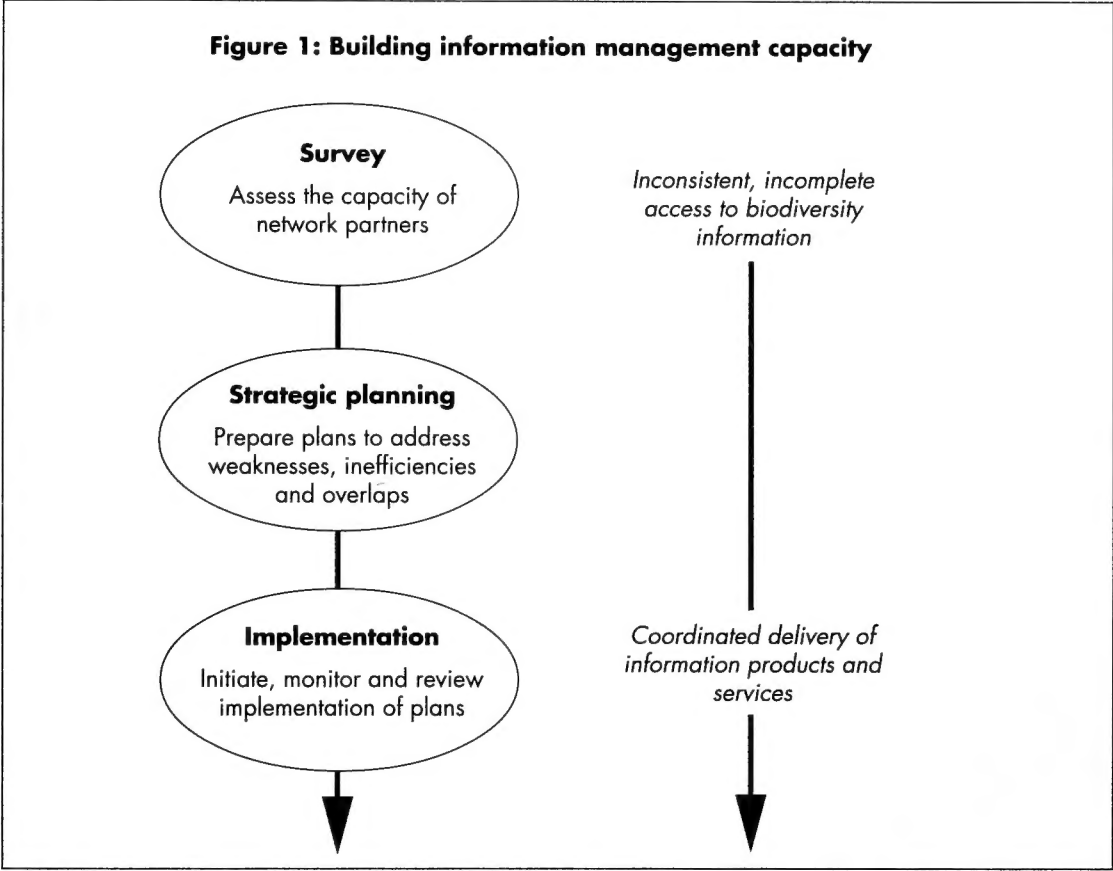 Figure 1: Building information management capacity
Survey
Assess the capacity of
network partners
Inconsistent, incomplete
access to biodiversity
information
Strategic planning
Prepare plans to address
weaknesses, inefficiencies
and overlaps
Implementation
Initiate, monitor and review
implementation of plans
Coordinated delivery of
information products and
services